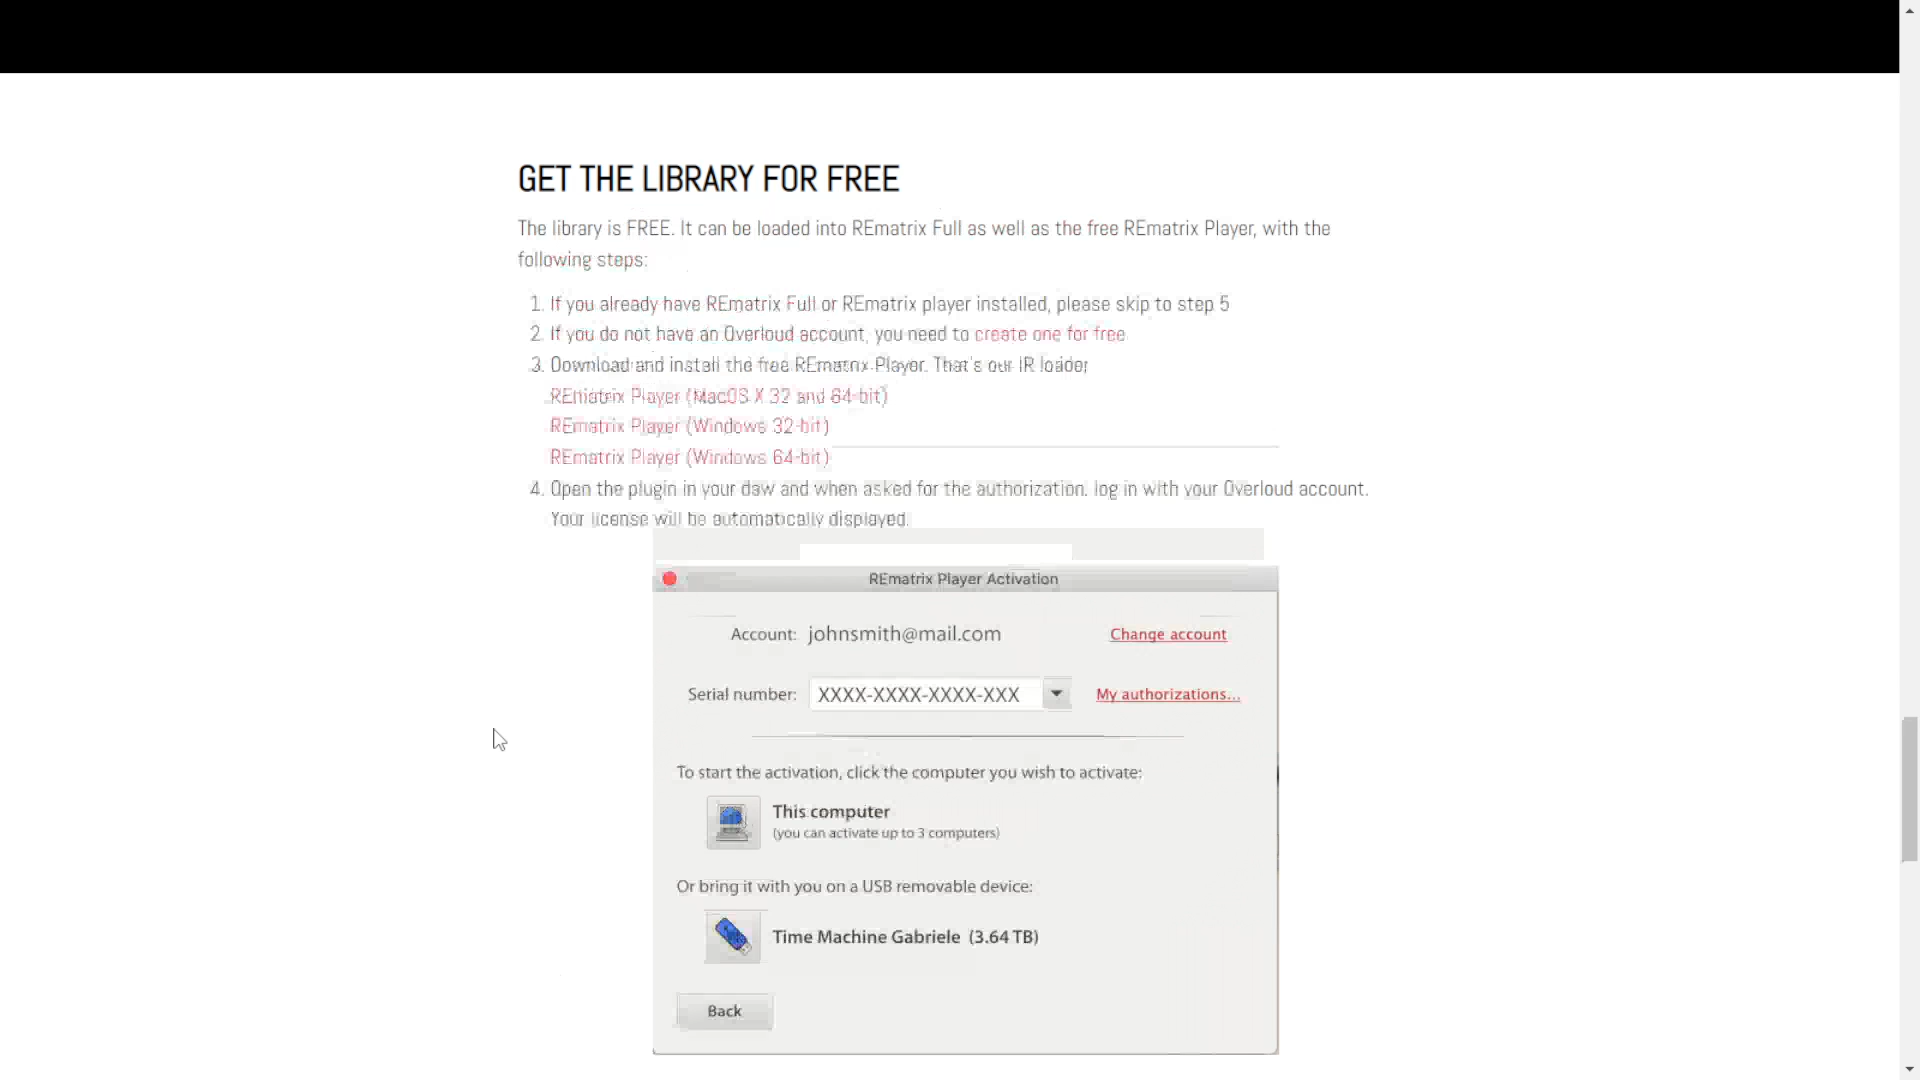 GET THE LIBRARY FOR FREE
The library is FREE. It can be loaded into REmatrix Full as well as the free REmatrix Player, with the
following steps:
1. If you already have REmatrix Full or REmatrix player installed, please skip to step 5
2. If you do not have an Overloud account, you need to create one for free
3. Download and install the free REmatrix Player. That's our IR loader;
REmatrix Player (MacOS X 32 and 64-bit)
REmatrix Player (Windows 32-bit)
REmatrix Player (Windows 64-bit)
4. Open the plugin in your daw and when asked for the authorization, log in with your Overloud account.
Your license will be automatically displayed.
REmatrix Player Activation
Account: johnsmith@mail.com Change account
Serial number: XXXX-XXXX-XXXX-XXX My authorizations...
To start the activation, click the computer you wish to activate:
This computer
(you can activate up to 3 computers)
Or bring it with you on a USB removable device:
Time Machine Gabriele (3.64 TB)
Back